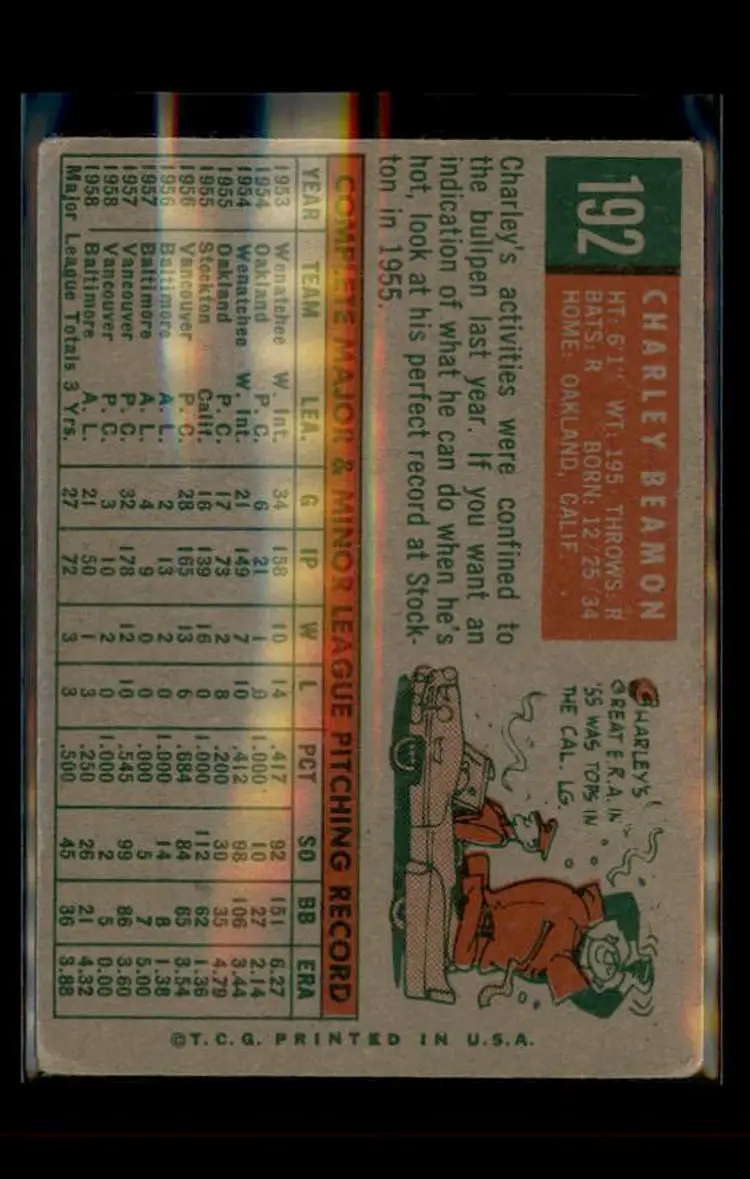 192
CHARLEY BEAMON
HT: 6'1" WT: 195 THROWS: R
BATS: R BORN: 12/25/34
HOME: OAKLAND, CALIF.
CHARLEY'S
GREAT E.R.A. IN
'55 WAS TOPS IN
THE CAL. LG.
Charley's activities were confined to
the bullpen last year. If you want an
indication of what he can do when he's
hot, look at his perfect record at Stock-
ton in 1955.
COMPLETE MAJOR & MINOR LEAGUE PITCHING RECORD
YEAR TEAM LEA. G IP W L PCT SO BB ERA
1953 Wenatchee W. Int. 34 158 10 14 .417 92 151 6.27
1954 Oakland P. C. 6 21 1 0 1.000 10 27 2.14
1954 Wenatchee W. Int. 21 149 7 10 .412 98 106 3.44
1955 Oakland P. C. 17 73 2 8 .200 30 35 4.79
1955 Stockton Calif. 16 139 16 0 1.000 112 62 1.36
1956 Vancouver P. C. 28 165 13 6 .684 84 65 3.54
1956 Baltimore A. L. 2 13 2 0 1.000 14 8 1.38
1957 Baltimore A. L. 4 9 0 0 .000 5 7 5.00
1957 Vancouver P. C. 32 178 12 10 .545 99 86 3.60
1958 Vancouver P. C. 3 10 2 0 1.000 2 5 0.00
1958 Baltimore A. L. 21 50 1 3 .250 26 21 4.32
Major League Totals 3 Yrs. 27 72 3 3 .500 45 36 3.88
©T. C. G. PRINTED IN U.S.A.